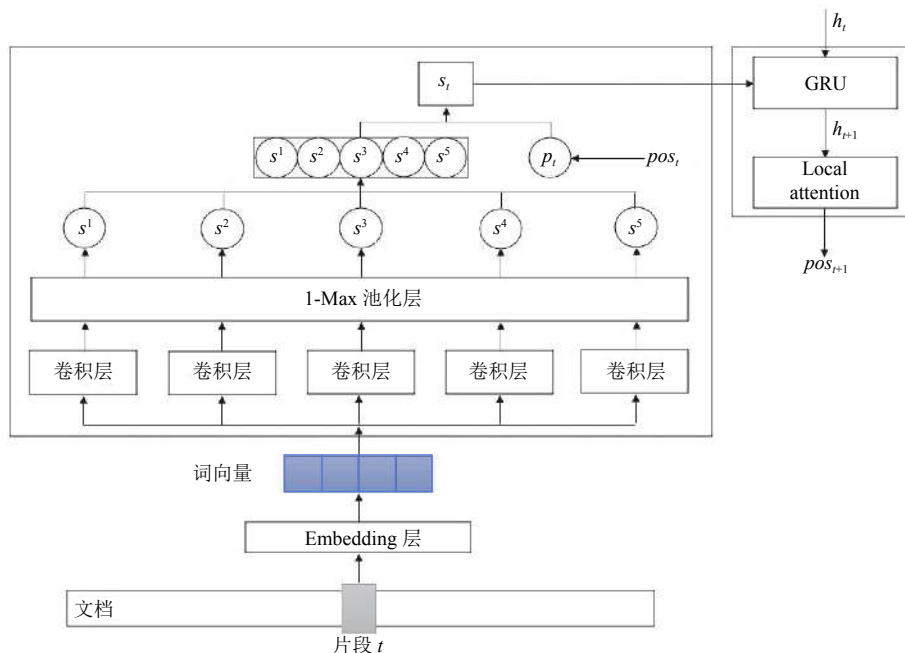 h_t
s_t
GRU
h_{t+1}
s^1 s^2 s^3 s^4 s^5
p_t
pos_t
Local
attention
s^1 s^2 s^3 s^4 s^5
pos_{t+1}
1-Max 池化层
卷积层 卷积层 卷积层 卷积层 卷积层
词向量
Embedding 层
文档
片段 t